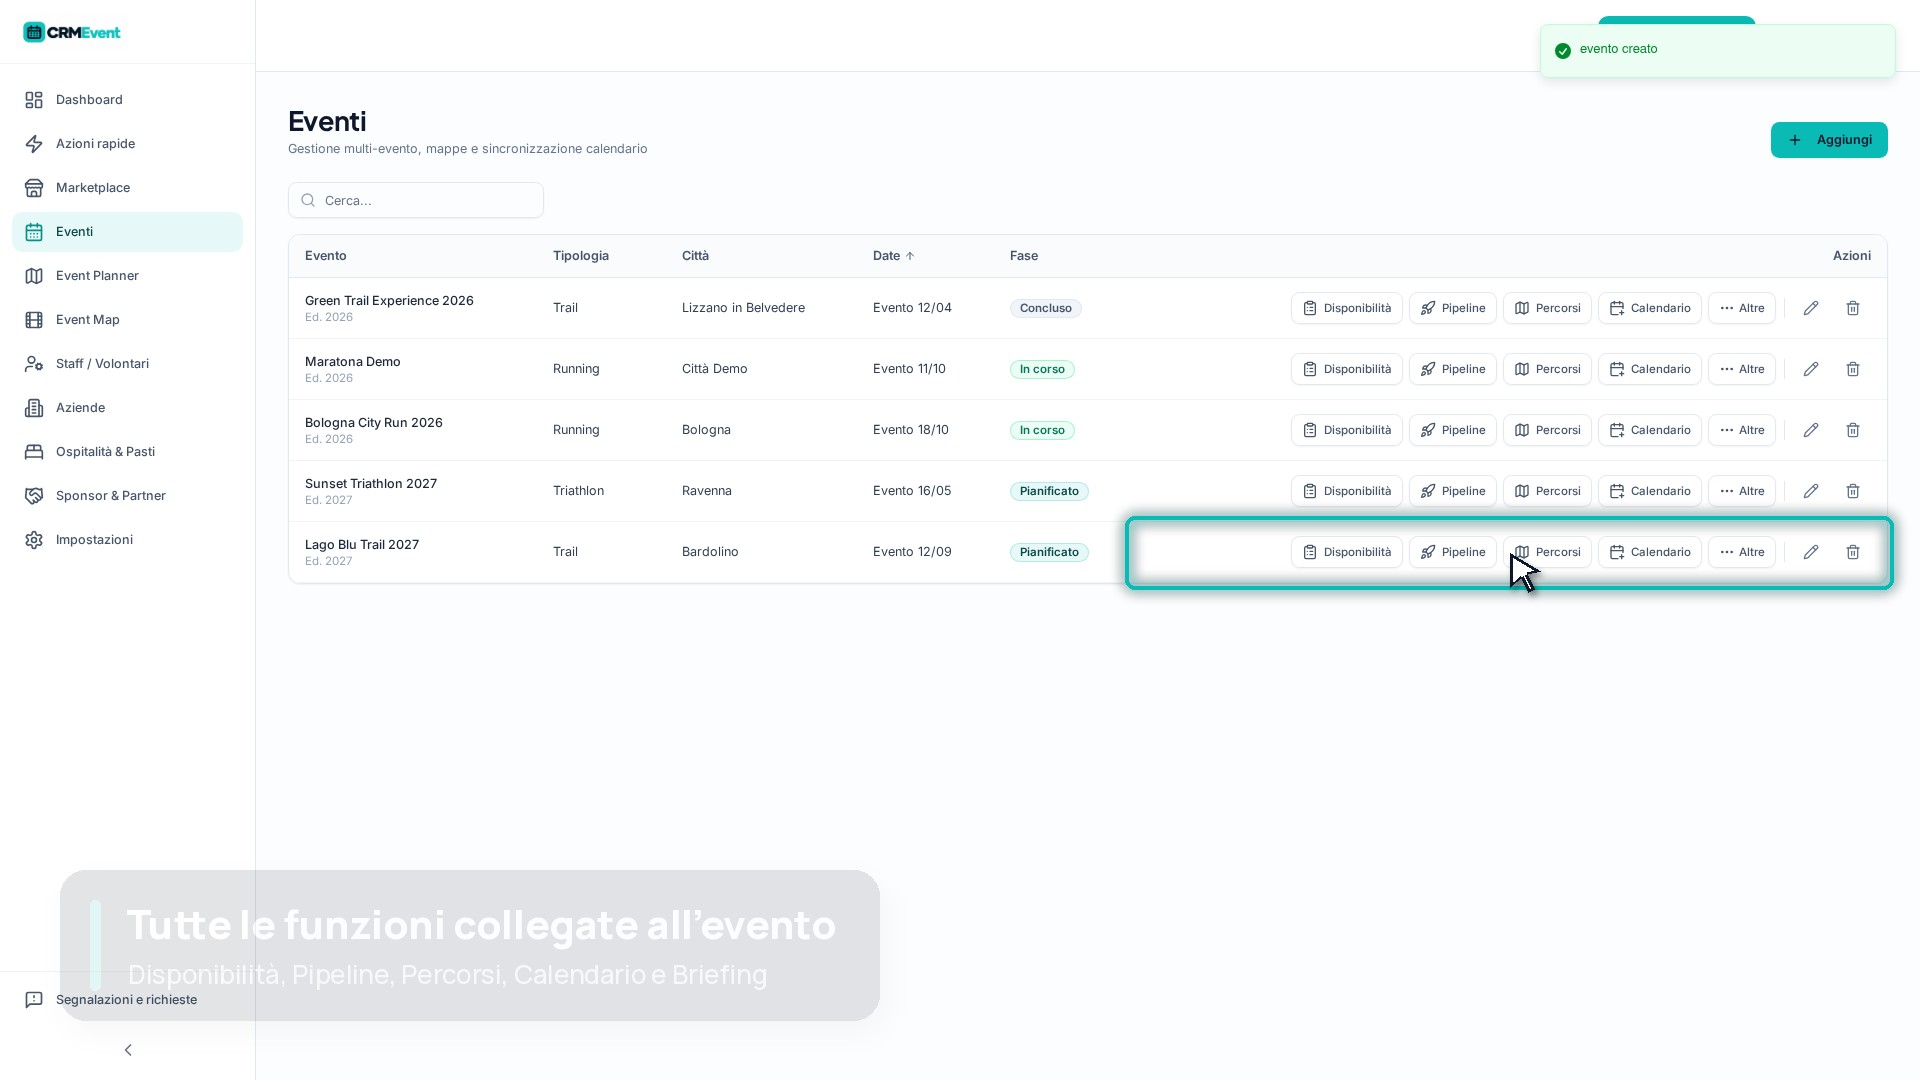 CRMEvent
evento creato
Dashboard
Azioni rapide
Marketplace
Eventi
Event Planner
Event Map
Staff / Volontari
Aziende
Ospitalità & Pasti
Sponsor & Partner
Impostazioni
Eventi
Gestione multi-evento, mappe e sincronizzazione calendario
Aggiungi
Cerca...
Evento Tipologia Città Date Fase Azioni
Green Trail Experience 2026 Trail Lizzano in Belvedere Evento 12/04 Concluso Disponibilità Pipeline Percorsi Calendario Altre
Ed. 2026
Maratona Demo Running Città Demo Evento 11/10 In corso Disponibilità Pipeline Percorsi Calendario Altre
Ed. 2026
Bologna City Run 2026 Running Bologna Evento 18/10 In corso Disponibilità Pipeline Percorsi Calendario Altre
Ed. 2026
Sunset Triathlon 2027 Triathlon Ravenna Evento 16/05 Pianificato Disponibilità Pipeline Percorsi Calendario Altre
Ed. 2027
Lago Blu Trail 2027 Trail Bardolino Evento 12/09 Pianificato Disponibilità Pipeline Percorsi Calendario Altre
Ed. 2027
Tutte le funzioni collegate all'evento
Disponibilità, Pipeline, Percorsi, Calendario e Briefing
Segnalazioni e richieste